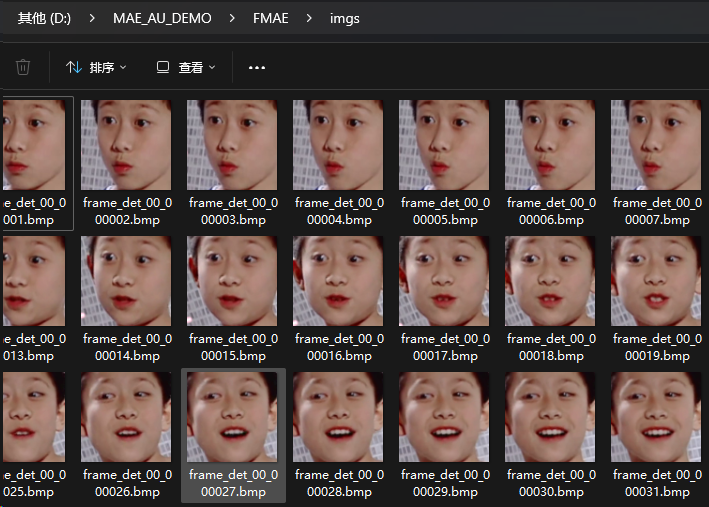 其他 (D:) > MAE_AU_DEMO > FMAE > imgs
排序 查看 ...
e_det_00_0 frame_det_00_0 frame_det_00_0 frame_det_00_0 frame_det_00_0 frame_det_00_0 frame_det_00_0
001.bmp 00002.bmp 00003.bmp 00004.bmp 00005.bmp 00006.bmp 00007.bmp
e_det_00_0 frame_det_00_0 frame_det_00_0 frame_det_00_0 frame_det_00_0 frame_det_00_0 frame_det_00_0
013.bmp 00014.bmp 00015.bmp 00016.bmp 00017.bmp 00018.bmp 00019.bmp
e_det_00_0 frame_det_00_0 frame_det_00_0 frame_det_00_0 frame_det_00_0 frame_det_00_0 frame_det_00_0
025.bmp 00026.bmp 00027.bmp 00028.bmp 00029.bmp 00030.bmp 00031.bmp